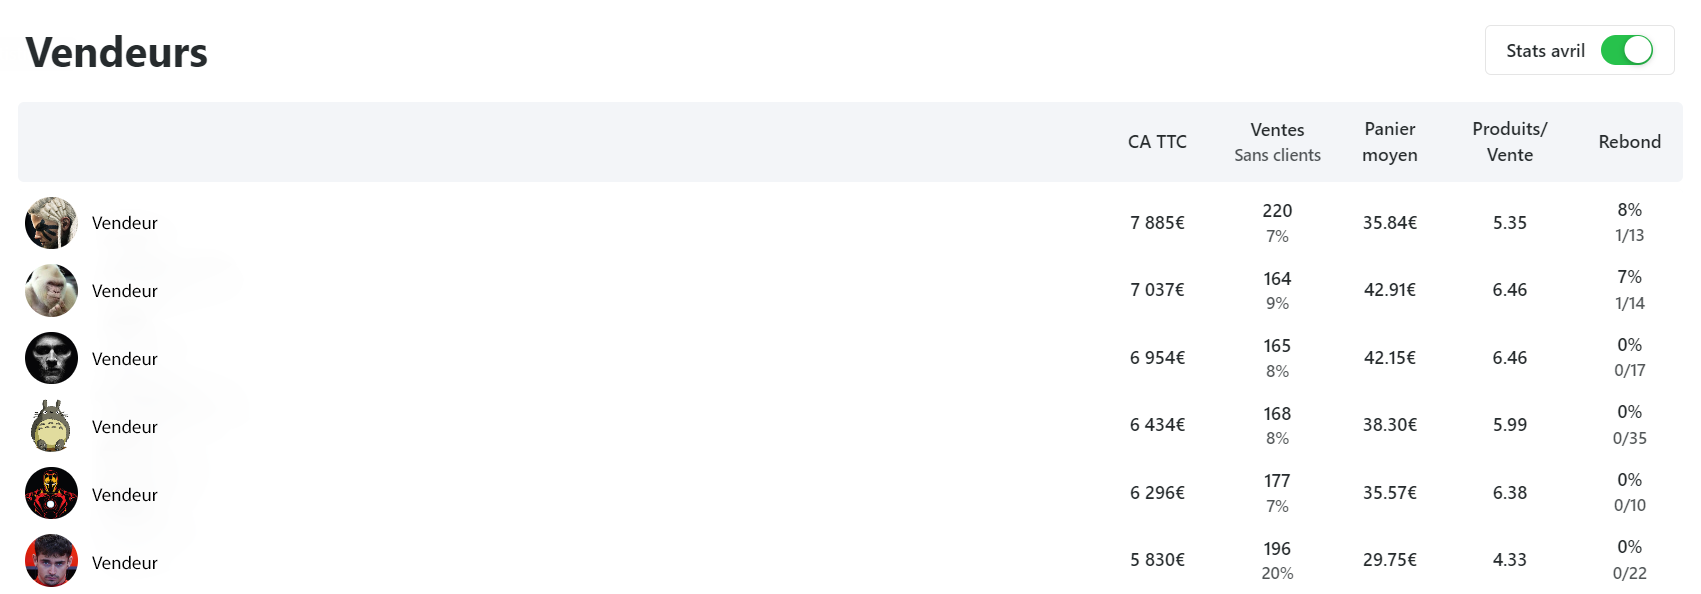 Vendeurs
Stats avril
CA TTC
Ventes
Sans clients
Panier
moyen
Produits/
Vente
Rebond
Vendeur
7 885€
220
7%
35.84€
5.35
8%
1/13
Vendeur
7 037€
164
9%
42.91€
6.46
7%
1/14
Vendeur
6 954€
165
8%
42.15€
6.46
0%
0/17
Vendeur
6 434€
168
8%
38.30€
5.99
0%
0/35
Vendeur
6 296€
177
7%
35.57€
6.38
0%
0/10
Vendeur
5 830€
196
20%
29.75€
4.33
0%
0/22